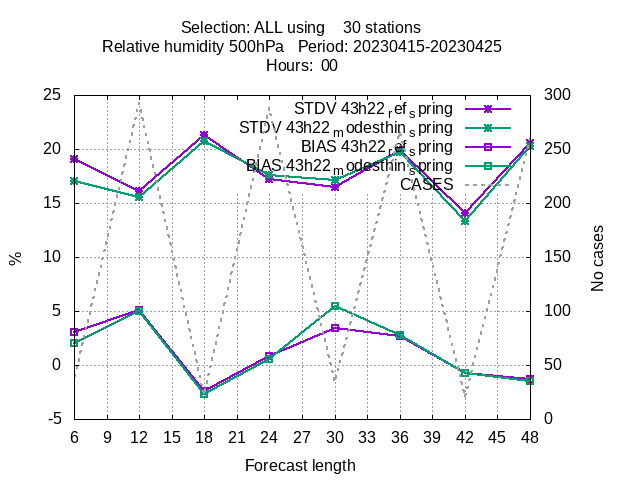 Selection: ALL using 30 stations
Relative humidity 500hPa Period: 20230415-20230425
Hours: 00
STDV 43h22_ref_spring
STDV 43h22_modesthin_spring
BIAS 43h22_ref_spring
BIAS 43h22_modesthin_spring
CASES
25
20
15
10
5
0
-5
%
300
250
200
150
100
50
0
No cases
6 9 12 15 18 21 24 27 30 33 36 39 42 45 48
Forecast length